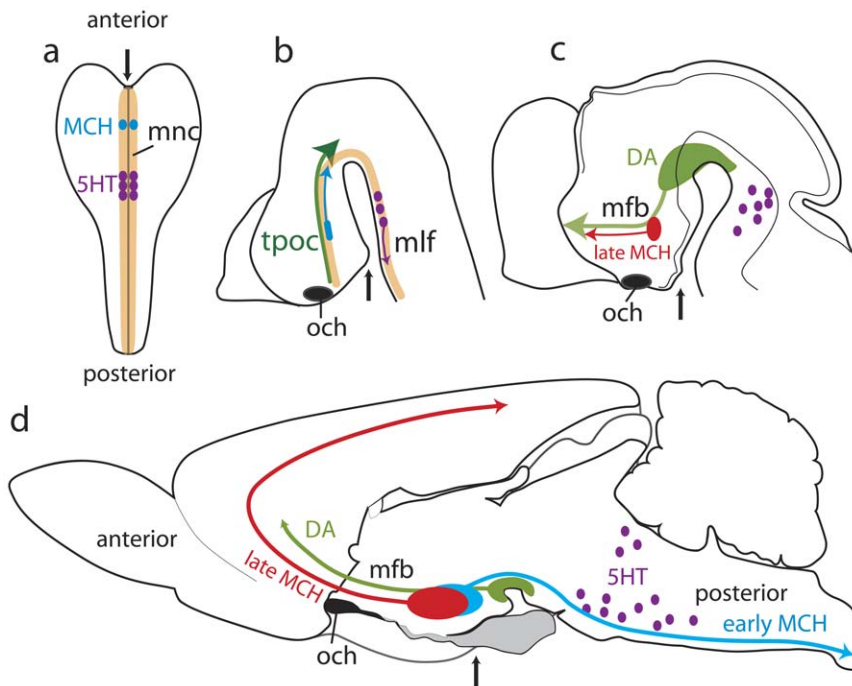 anterior
a
MCH
mnc
5HT
posterior
b
tpoc
mlf
och
c
DA
mfb
late MCH
och
d
anterior
DA
late MCH
mfb
och
5HT
posterior
early MCH